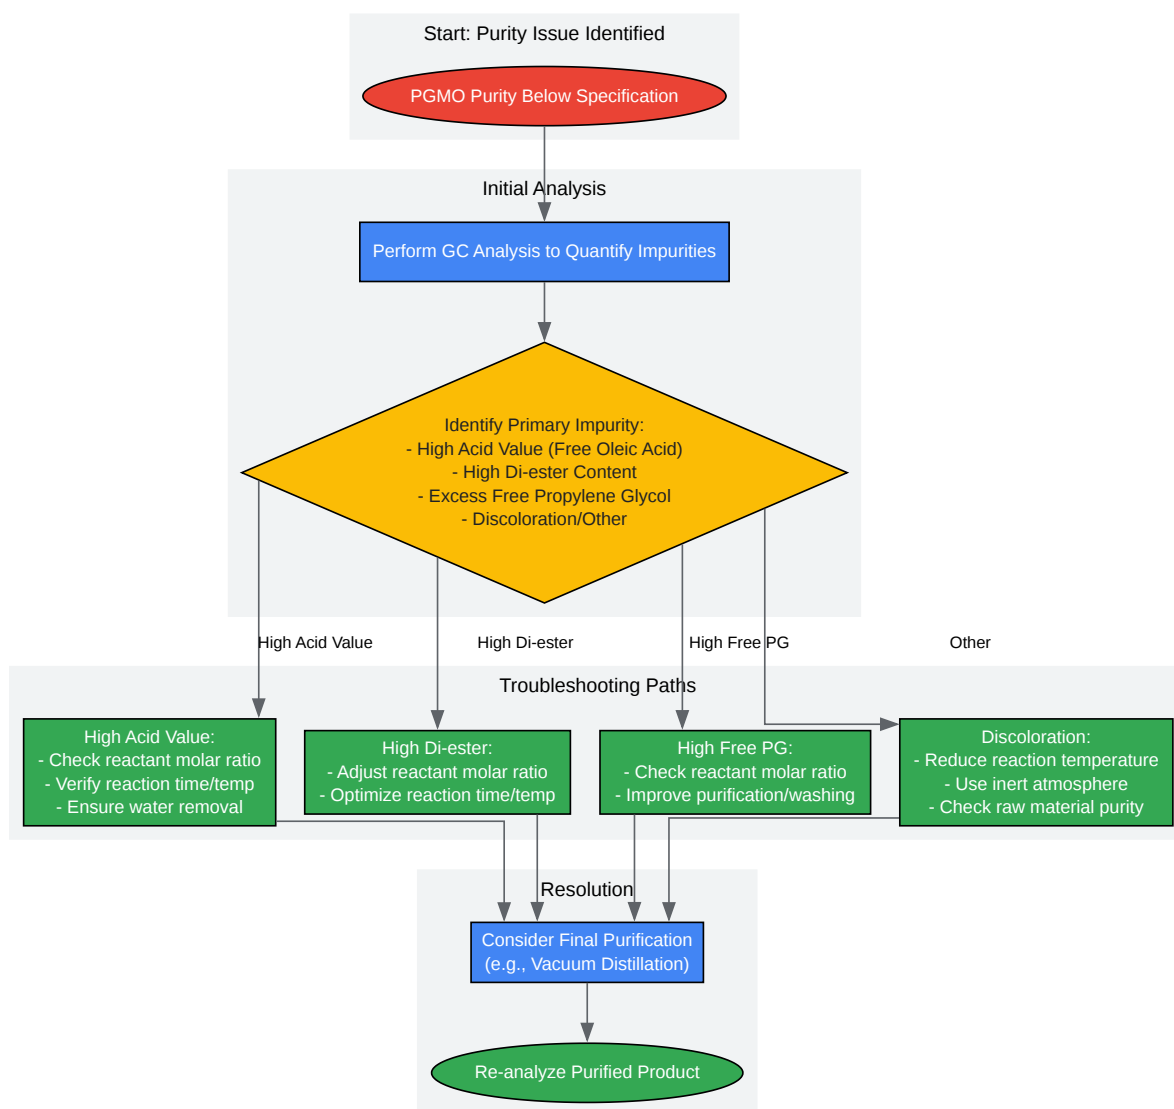 Start: Purity Issue Identified
PGMO Purity Below Specification
Initial Analysis
Perform GC Analysis to Quantify Impurities
Identify Primary Impurity:
- High Acid Value (Free Oleic Acid)
- High Di-ester Content
- Excess Free Propylene Glycol
- Discoloration/Other
High Acid Value
High Di-ester
High Free PG
Other
Troubleshooting Paths
High Acid Value:
- Check reactant molar ratio
- Verify reaction time/temp
- Ensure water removal
High Di-ester:
- Adjust reactant molar ratio
- Optimize reaction time/temp
High Free PG:
- Check reactant molar ratio
- Improve purification/washing
Discoloration:
- Reduce reaction temperature
- Use inert atmosphere
- Check raw material purity
Resolution
Consider Final Purification
(e.g., Vacuum Distillation)
Re-analyze Purified Product